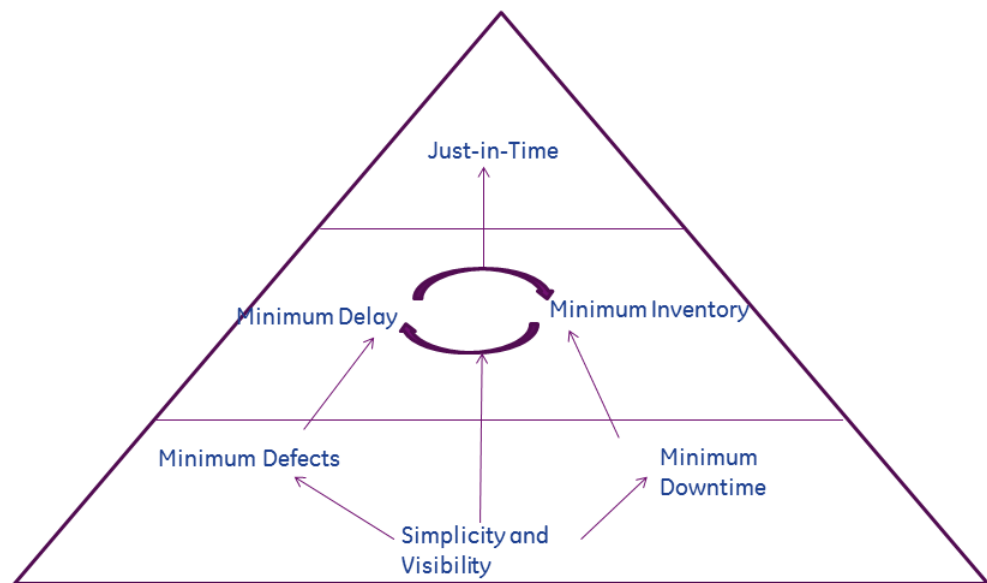 Just-in-Time
Minimum Delay
Minimum Inventory
Minimum Defects
Minimum
Downtime
Simplicity and
Visibility